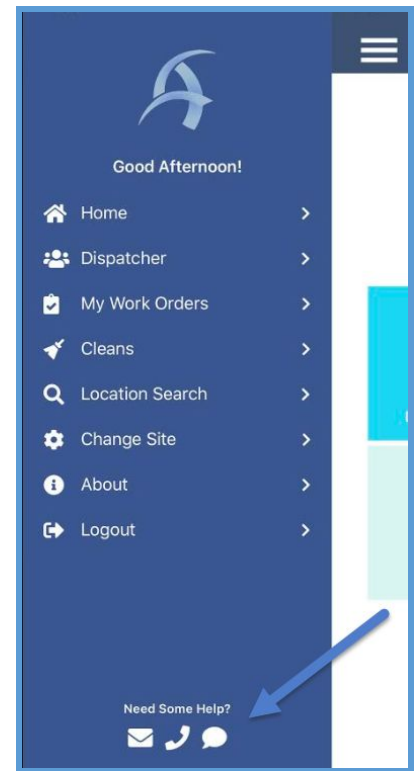 Good Afternoon!
Home
Dispatcher
My Work Orders
Cleans
Location Search
Change Site
About
Logout
Need Some Help?